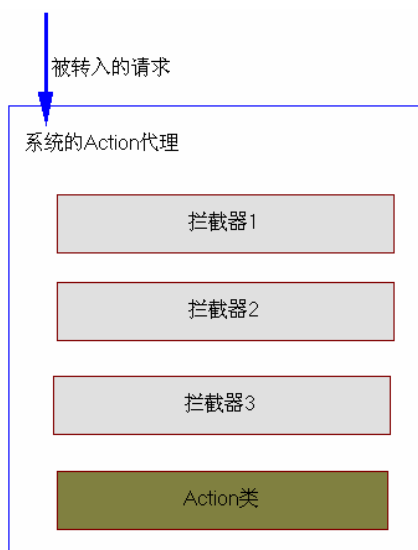 被转入的请求
系统的Action代理
拦截器1
拦截器2
拦截器3
Action类